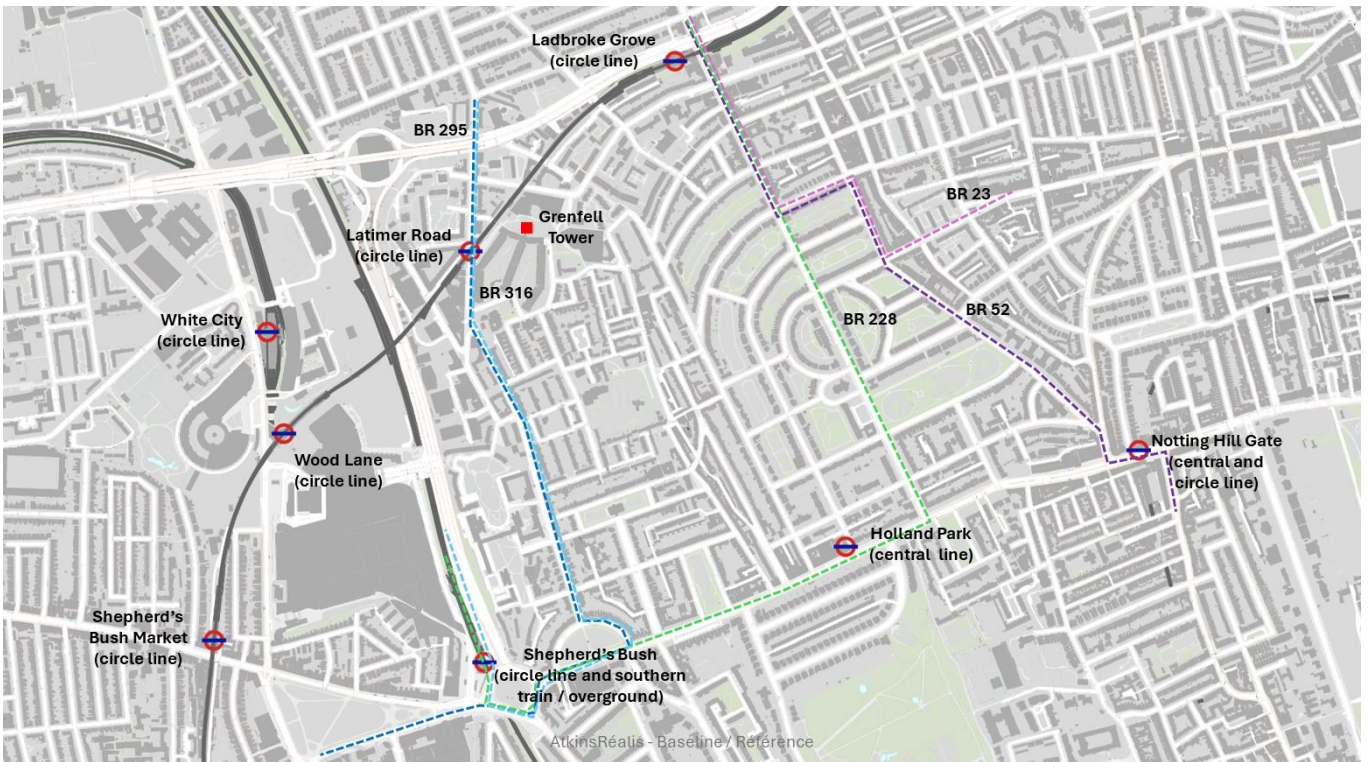 Ladbroke Grove
(circle line)
BR 295
BR 23
Grenfell
Tower
Latimer Road
(circle line)
BR 316
White City
(circle line)
BR 228
BR 52
Notting Hill Gate
(central and
circle line)
Wood Lane
(circle line)
Holland Park
(central line)
Shepherd's
Bush Market
(circle line)
Shepherd's Bush
(circle line and southern
train / overground)
AtkinsRéalis - Baseline / Référence